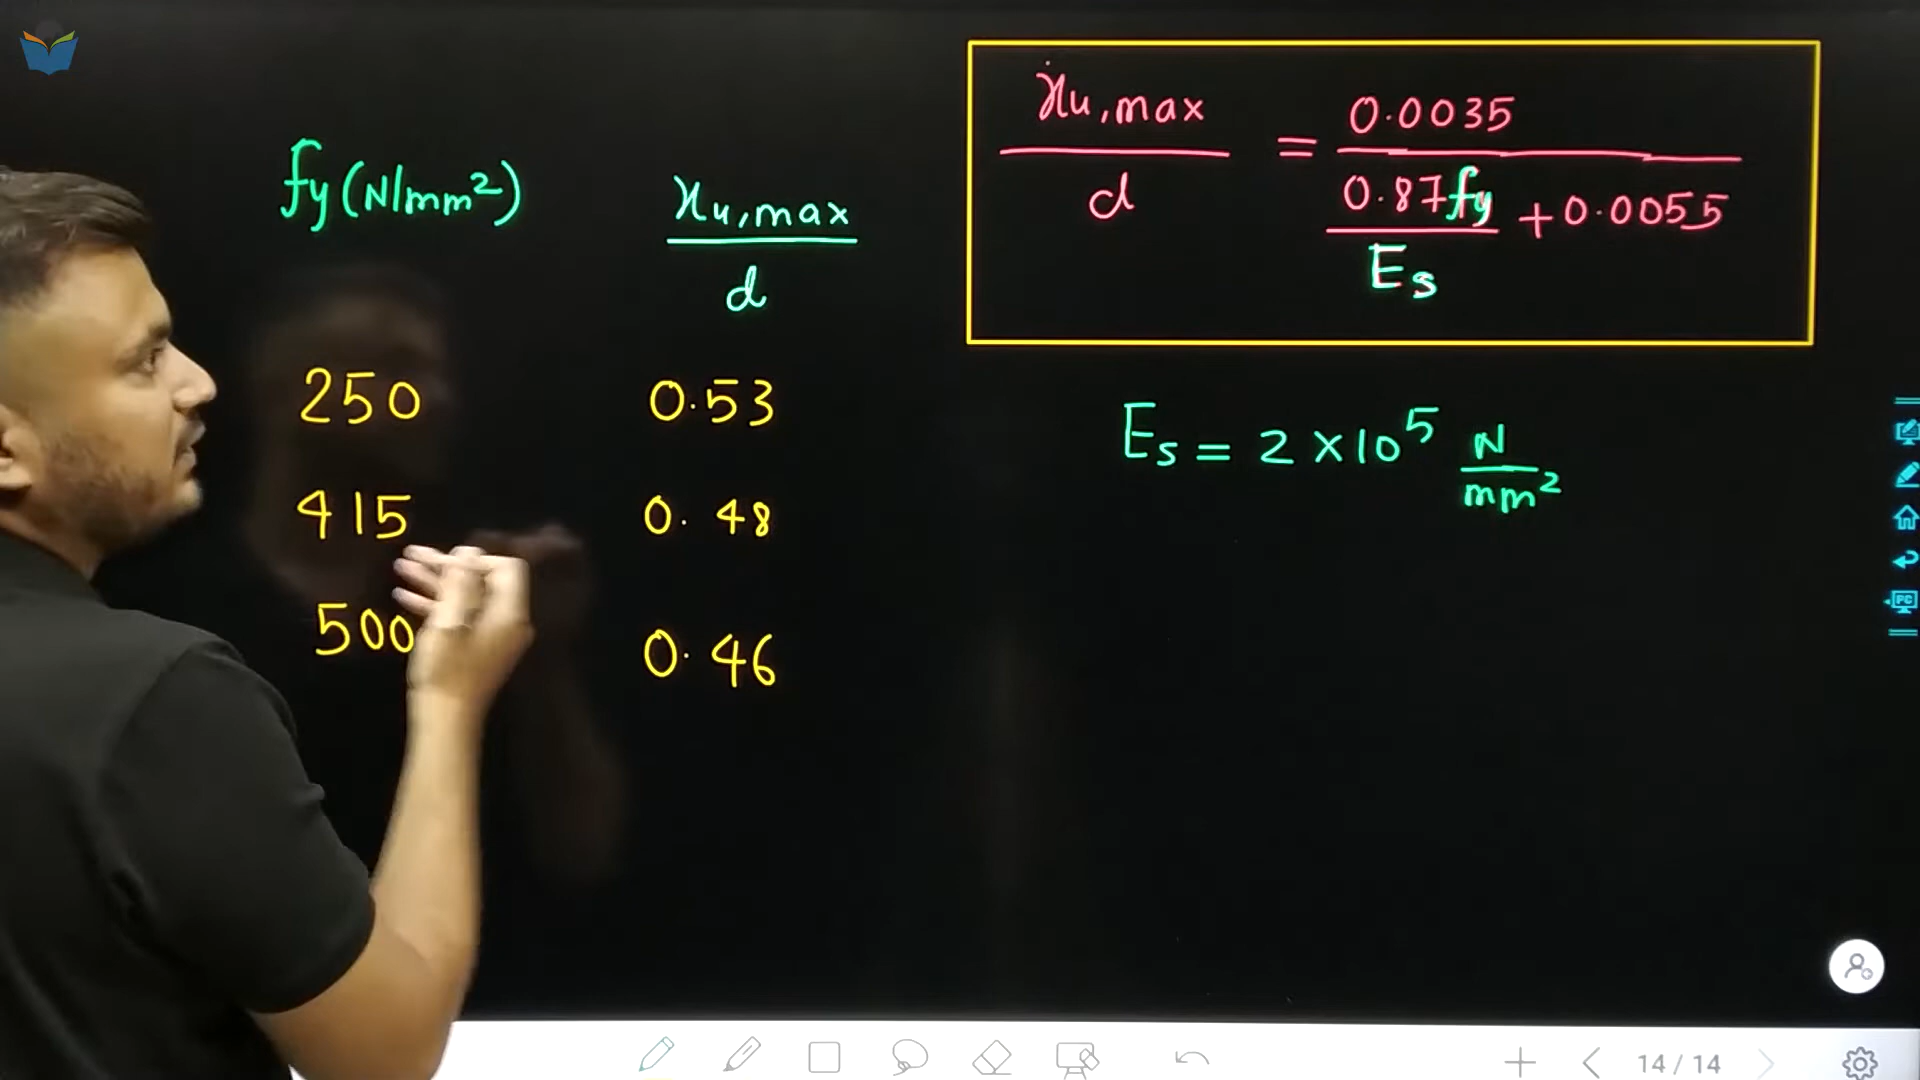 fy (N/mm²)
xu,max
d
250
0.53
415
0.48
500
0.46
xu,max
d
=
0.0035
0.87fy
Es
+0.0055
Es = 2×10⁵ N
mm²
PC
14 / 14